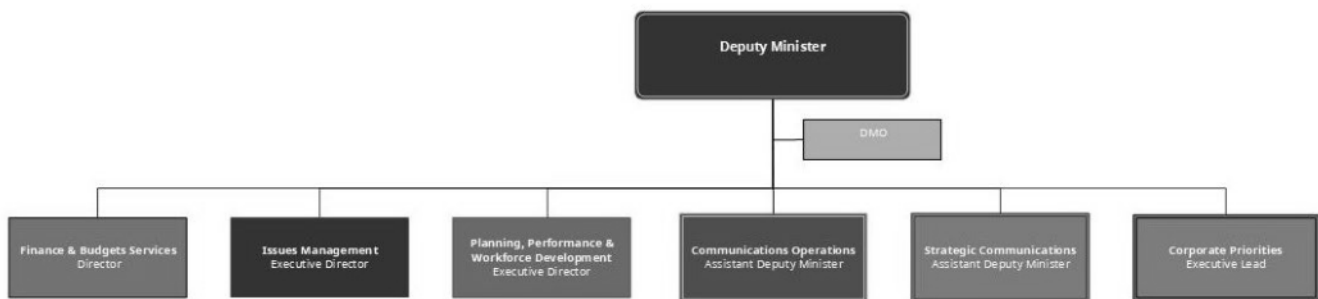 Deputy Minister
DMO
Finance & Budgets Services
Director
Issues Management
Executive Director
Planning, Performance &
Workforce Development
Executive Director
Communications Operations
Assistant Deputy Minister
Strategic Communications
Assistant Deputy Minister
Corporate Priorities
Executive Lead